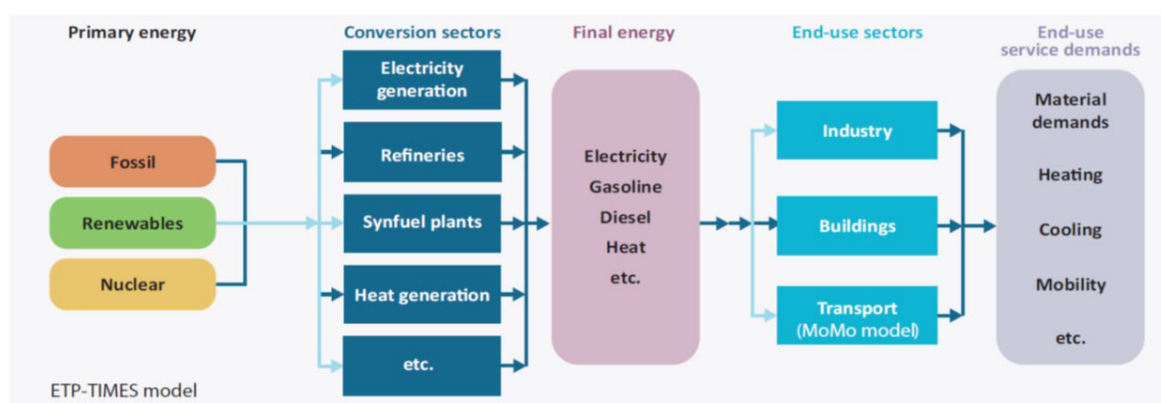 Primary energy
Conversion sectors
Final energy
End-use sectors
End-use
service demands
Fossil
Renewables
Nuclear
Electricity
generation
Refineries
Synfuel plants
Heat generation
etc.
Electricity
Gasoline
Diesel
Heat
etc.
Industry
Buildings
Transport
(MoMo model)
Material
demands
Heating
Cooling
Mobility
etc.
ETP-TIMES model